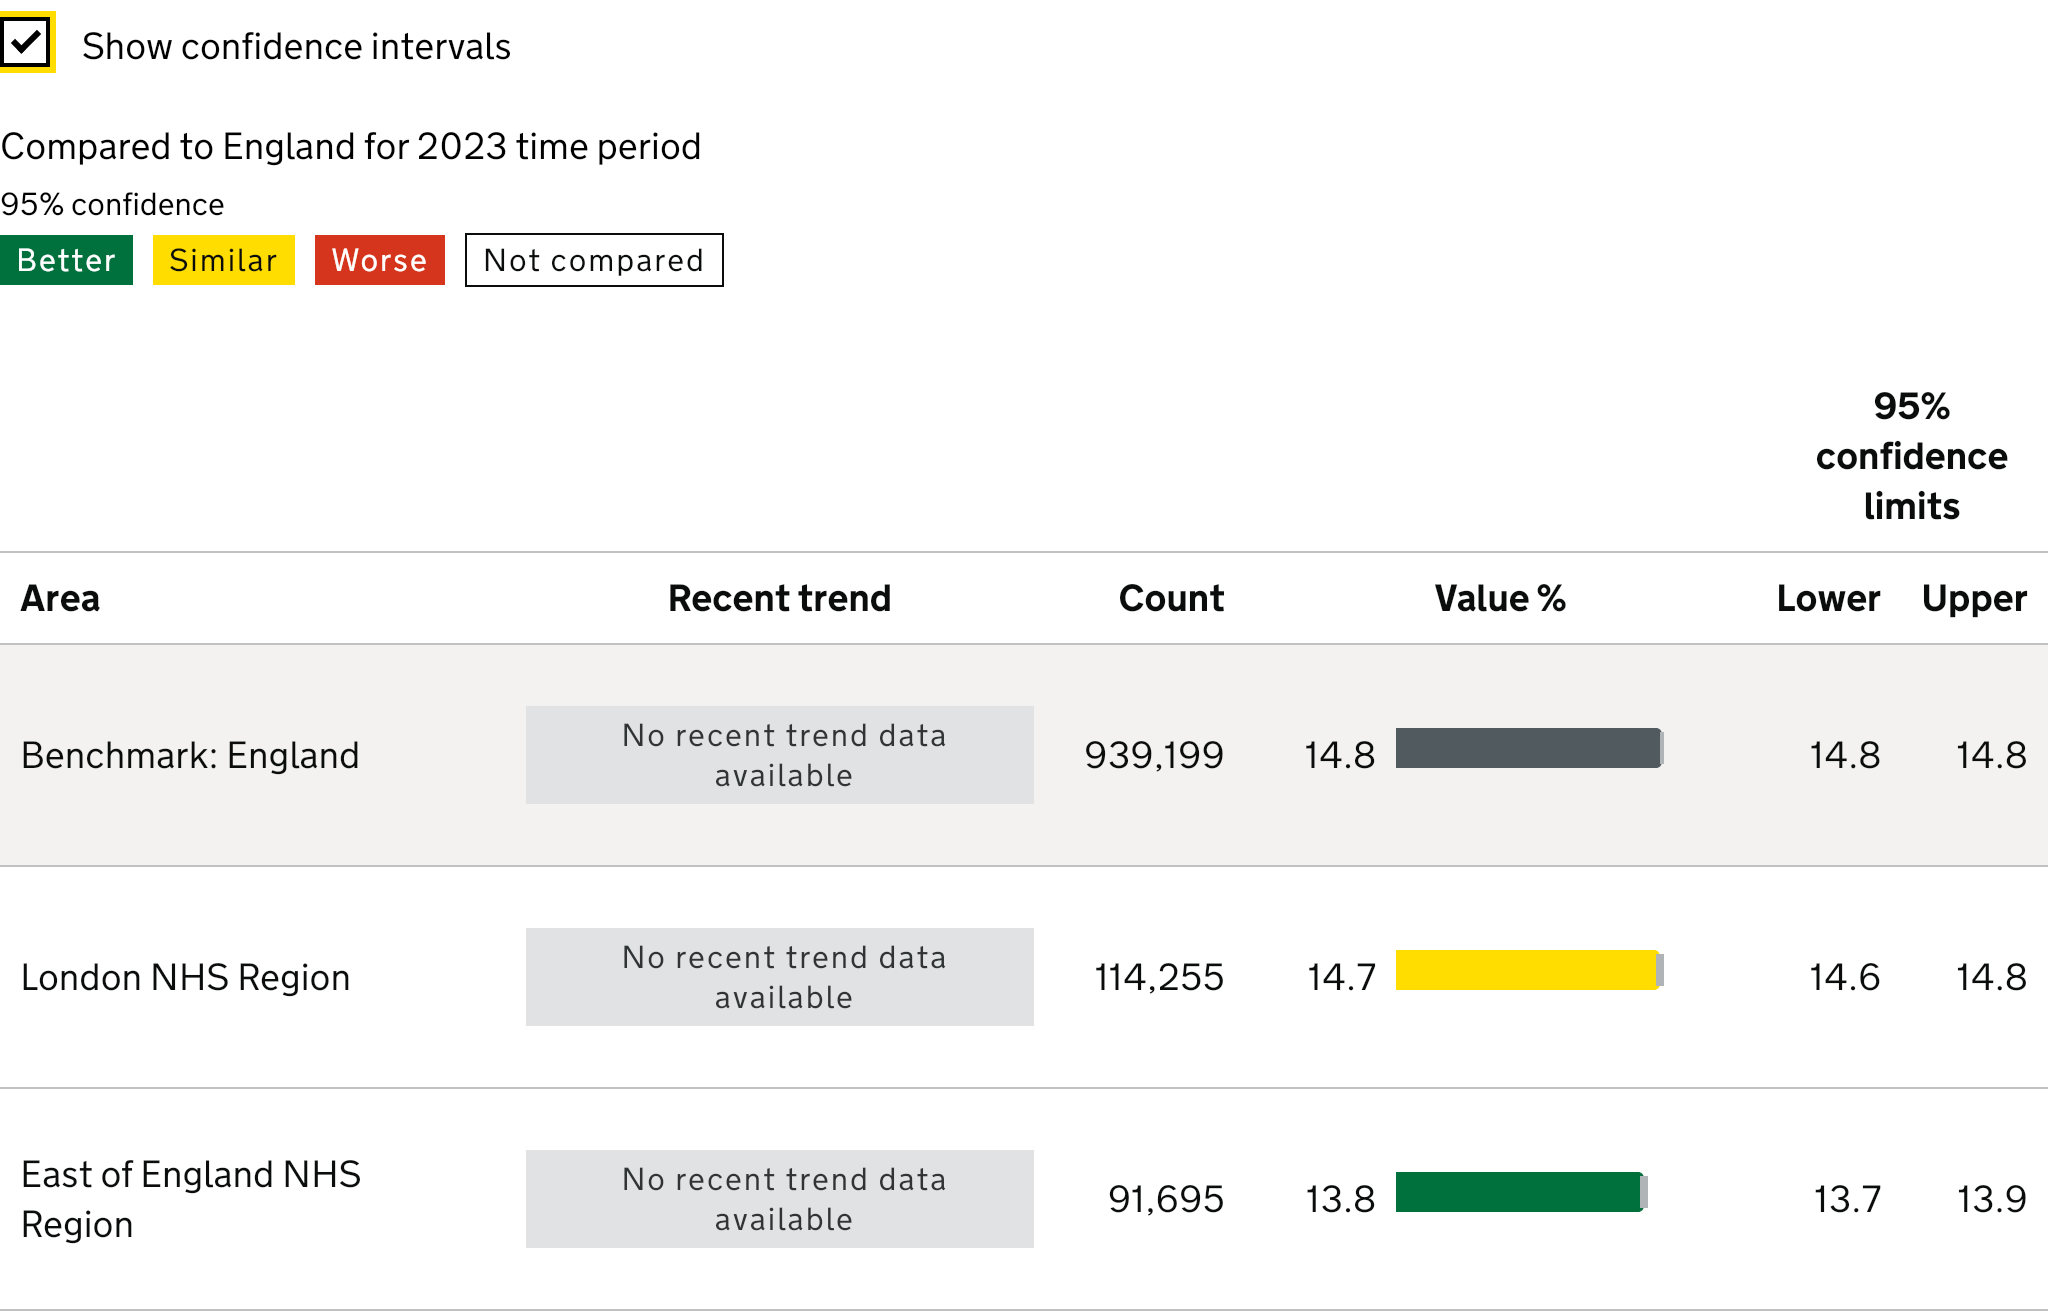 Show confidence intervals
Compared to England for 2023 time period
95% confidence
Better Similar Worse Not compared
95%
confidence
limits
Area Recent trend Count Value % Lower Upper
Benchmark: England No recent trend data available 939,199 14.8 14.8 14.8
London NHS Region No recent trend data available 114,255 14.7 14.6 14.8
East of England NHS Region No recent trend data available 91,695 13.8 13.7 13.9